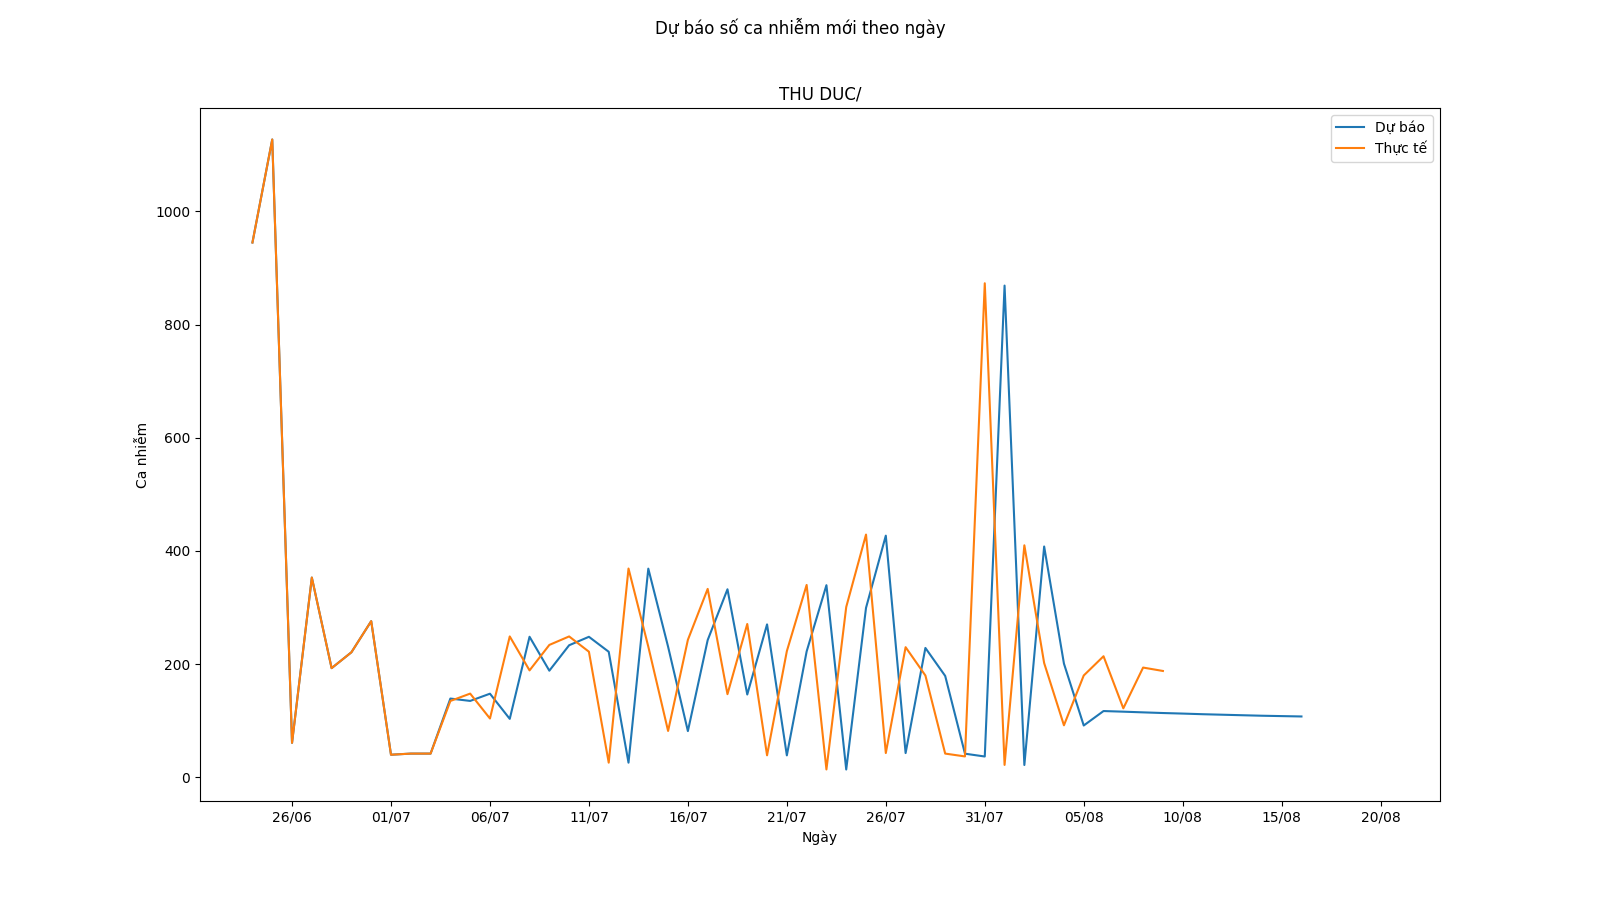 Dự báo số ca nhiễm mới theo ngày
THU DUC/
Dự báo
Thực tế
1000
800
600
400
200
0
Ca nhiễm
26/06 01/07 06/07 11/07 16/07 21/07 26/07 31/07 05/08 10/08 15/08 20/08
Ngày